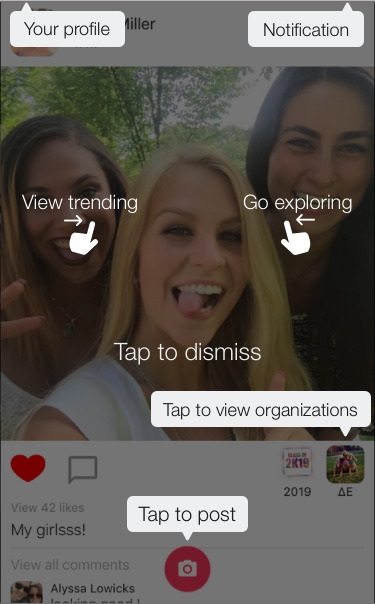 Miller
Your profile
Notification
View trending
Go exploring
Tap to dismiss
Tap to view organizations
CLASS OF
2K19
2019
ΔΕ
View 42 likes
My girlsss!
Tap to post
View all comments
Alyssa Lowicks
looking good !